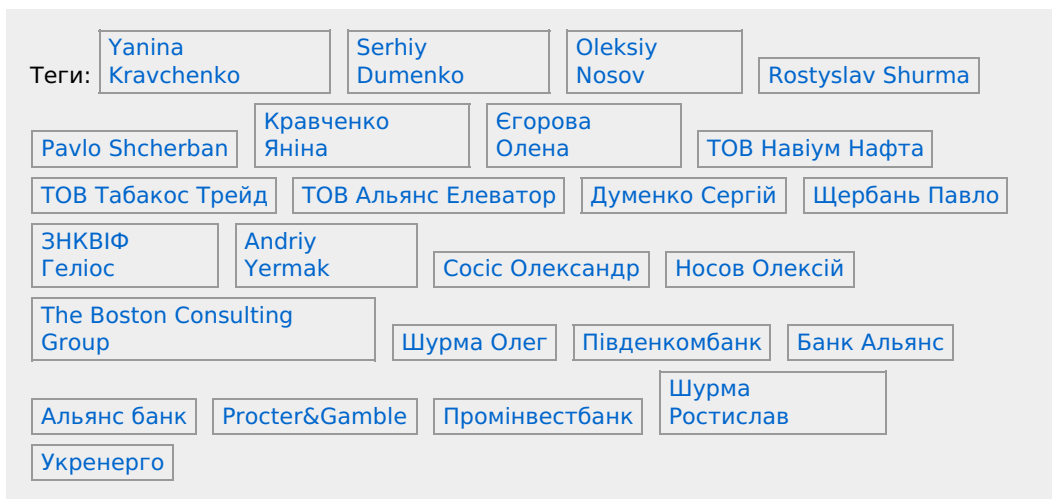 Теги: Yanina Kravchenko Serhiy Dumenko Oleksiy Nosov Rostyslav Shurma
Pavlo Shcherban Кравченко Яніна Єгорова Олена ТОВ Навіум Нафта
ТОВ Табакос Трейд ТОВ Альянс Елеватор Думенко Сергій Щербань Павло
ЗНКВІФ Геліос Andriy Yermak Сосіс Олександр Носов Олексій
The Boston Consulting Group Шурма Олег Південкомбанк Банк Альянс
Альянс банк Procter&Gamble Промінвестбанк Шурма Ростислав
Укренерго